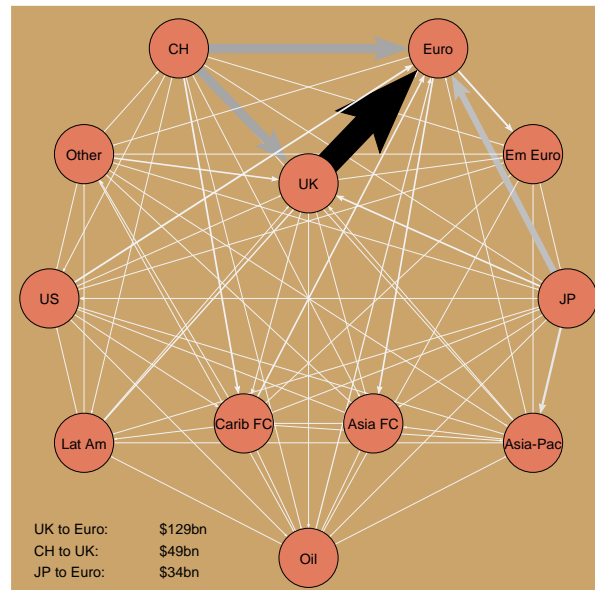 CH
Euro
Other
Em Euro
UK
US
JP
Carib FC
Asia FC
Lat Am
Asia-Pac
UK to Euro: $129bn
CH to UK: $49bn
JP to Euro: $34bn
Oil